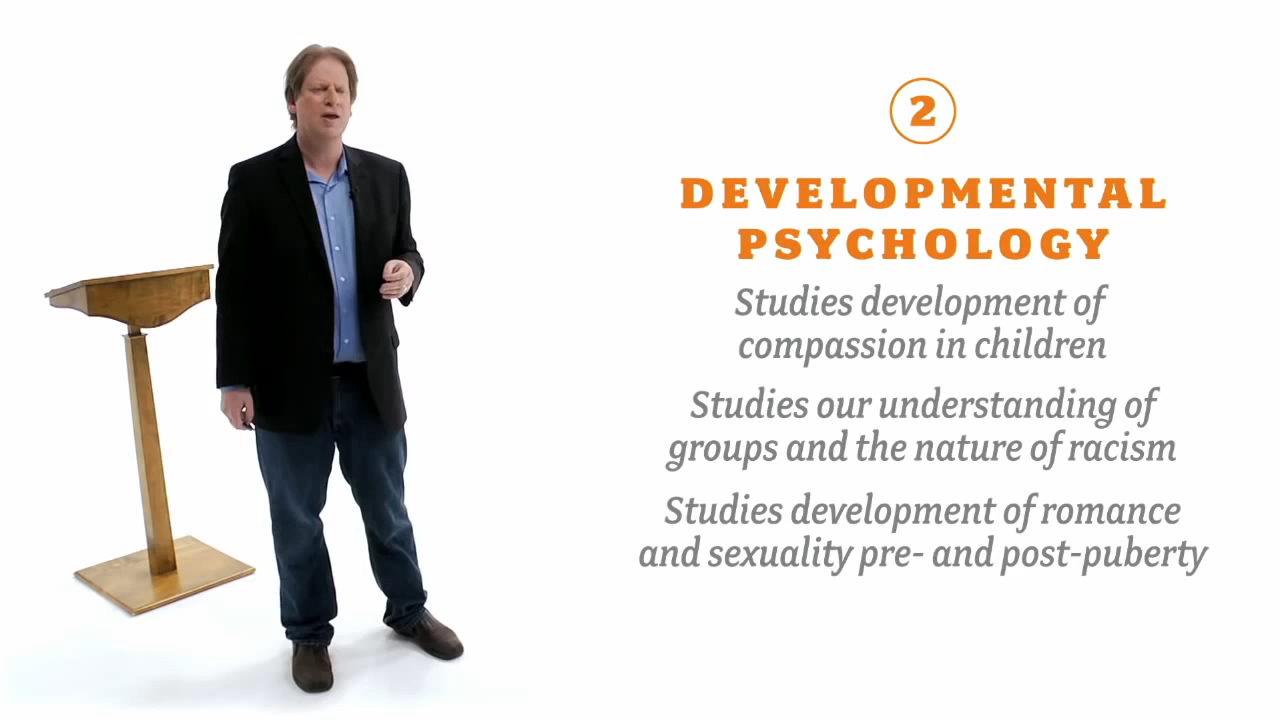 2
DEVELOPMENTAL
PSYCHOLOGY
Studies development of
compassion in children
Studies our understanding of
groups and the nature of racism
Studies development of romance
and sexuality pre- and post-puberty